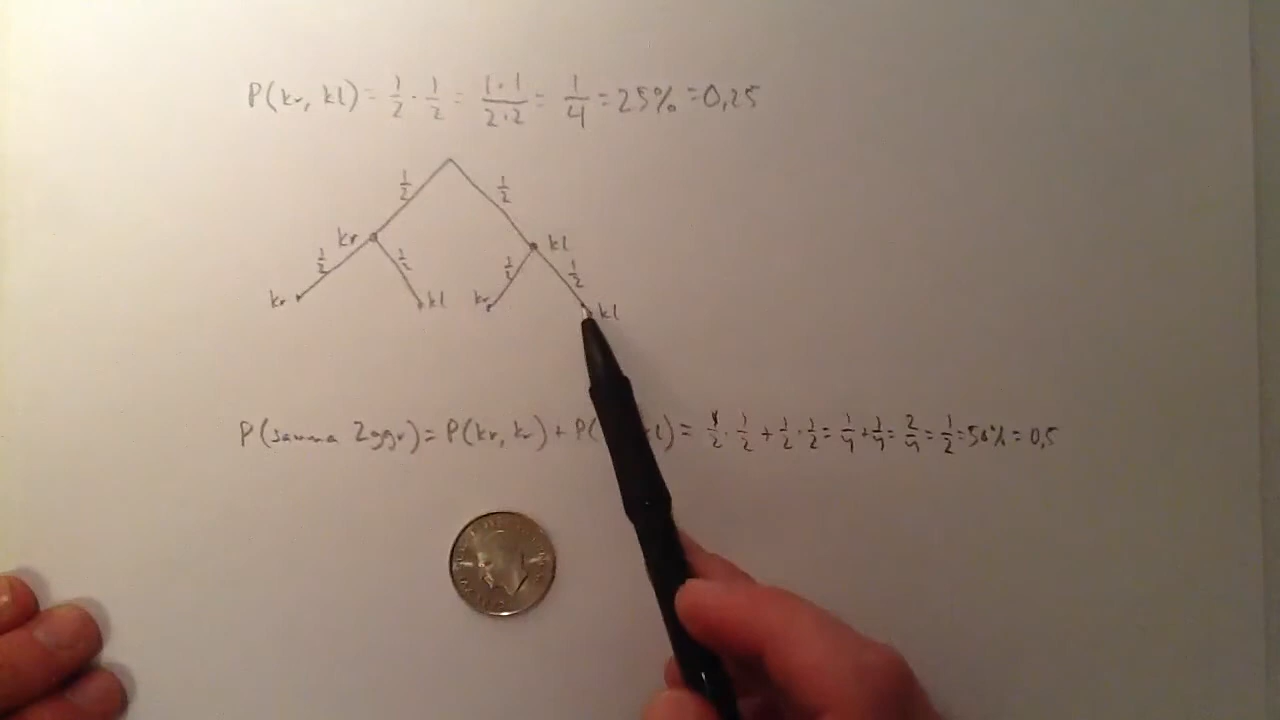 P(kr, kl) = 1/2 · 1/2 = 1·1/2·2 = 1/4 = 25% = 0,25
1/2 1/2
kr kl
1/2 1/2 1/2 1/2
kr kl kr kl
P(samma 2ggr) = P(kr, kr) + P( kl) = 1/2 · 1/2 + 1/2 · 1/2 = 1/4 + 1/4 = 2/4 = 1/2 = 50% = 0,5